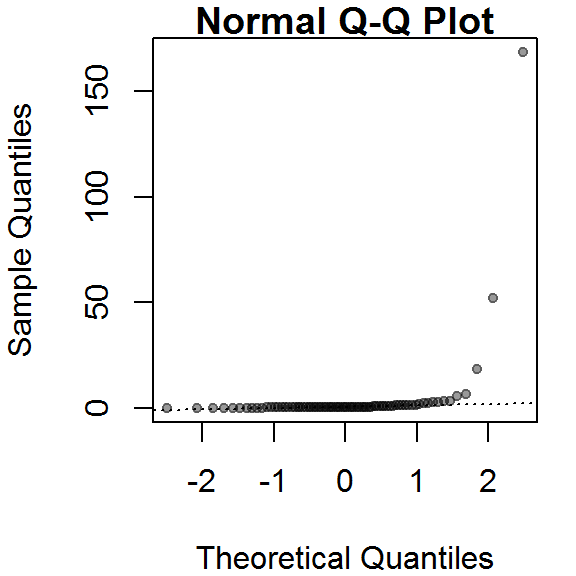 Normal Q-Q Plot
Sample Quantiles
150
100
50
0
-2 -1 0 1 2
Theoretical Quantiles